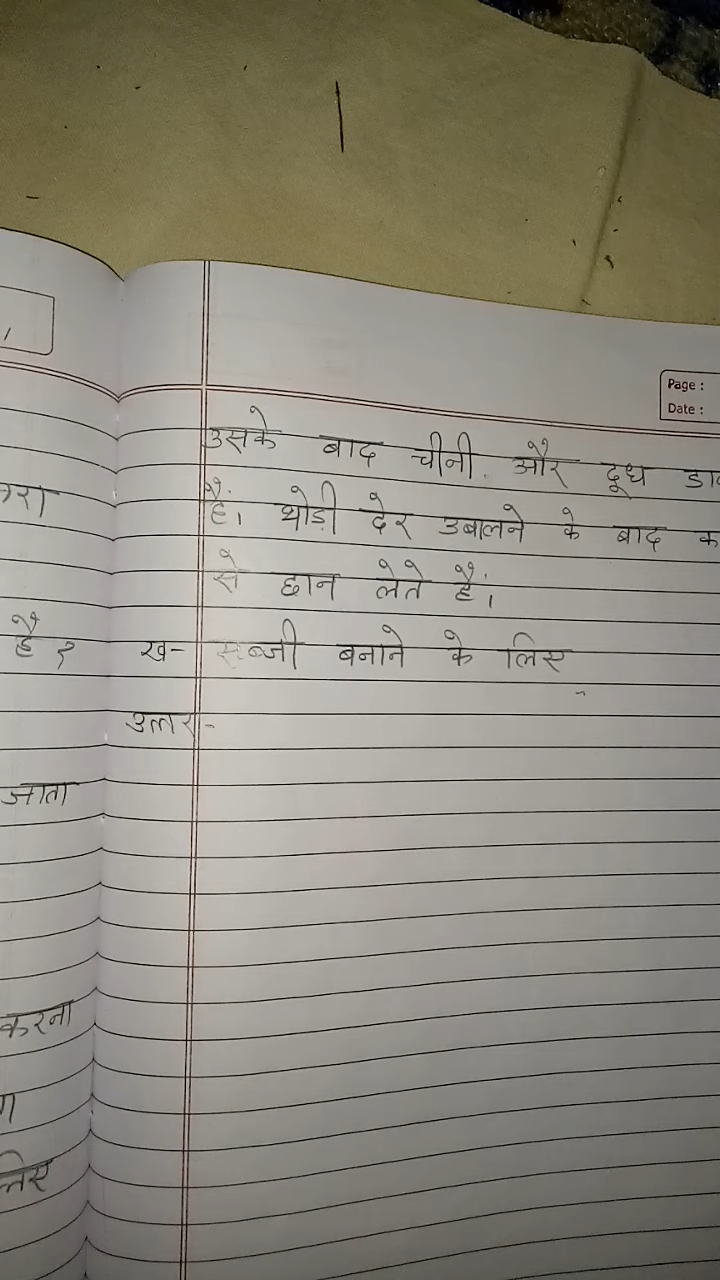 Page :
Date :
उसके बाद चीनी और दूध
है। थोड़ी देर उबालने के बाद
से छान लेते है।
है ? ख- सब्जी बनाने के लिए
उत्तर-
जाता
करना